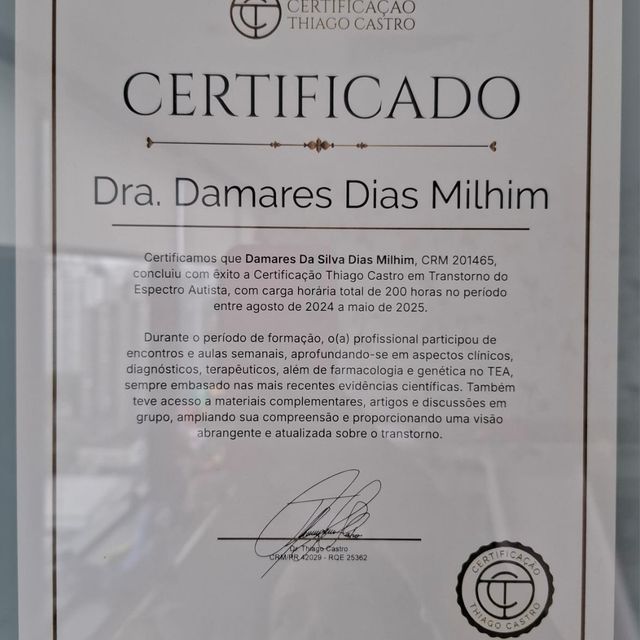 CERTIFICAÇÃO
THIAGO CASTRO
CERTIFICADO
Dra. Damares Dias Milhim
Certificamos que Damares Da Silva Dias Milhim, CRM 201465,
concluiu com êxito a Certificação Thiago Castro em Transtorno do
Espectro Autista, com carga horária total de 200 horas no período
entre agosto de 2024 a maio de 2025.
Durante o período de formação, o(a) profissional participou de
encontros e aulas semanais, aprofundando-se em aspectos clínicos,
diagnósticos, terapêuticos, além de farmacologia e genética no TEA,
sempre embasado nas mais recentes evidências científicas. Também
teve acesso a materiais complementares, artigos e discussões em
grupo, ampliando sua compreensão e proporcionando uma visão
abrangente e atualizada sobre o transtorno.
Dr. Thiago Castro
CRM/PR 42029 - RQE 25362
CERTIFICAÇÃO
THIAGO CASTRO